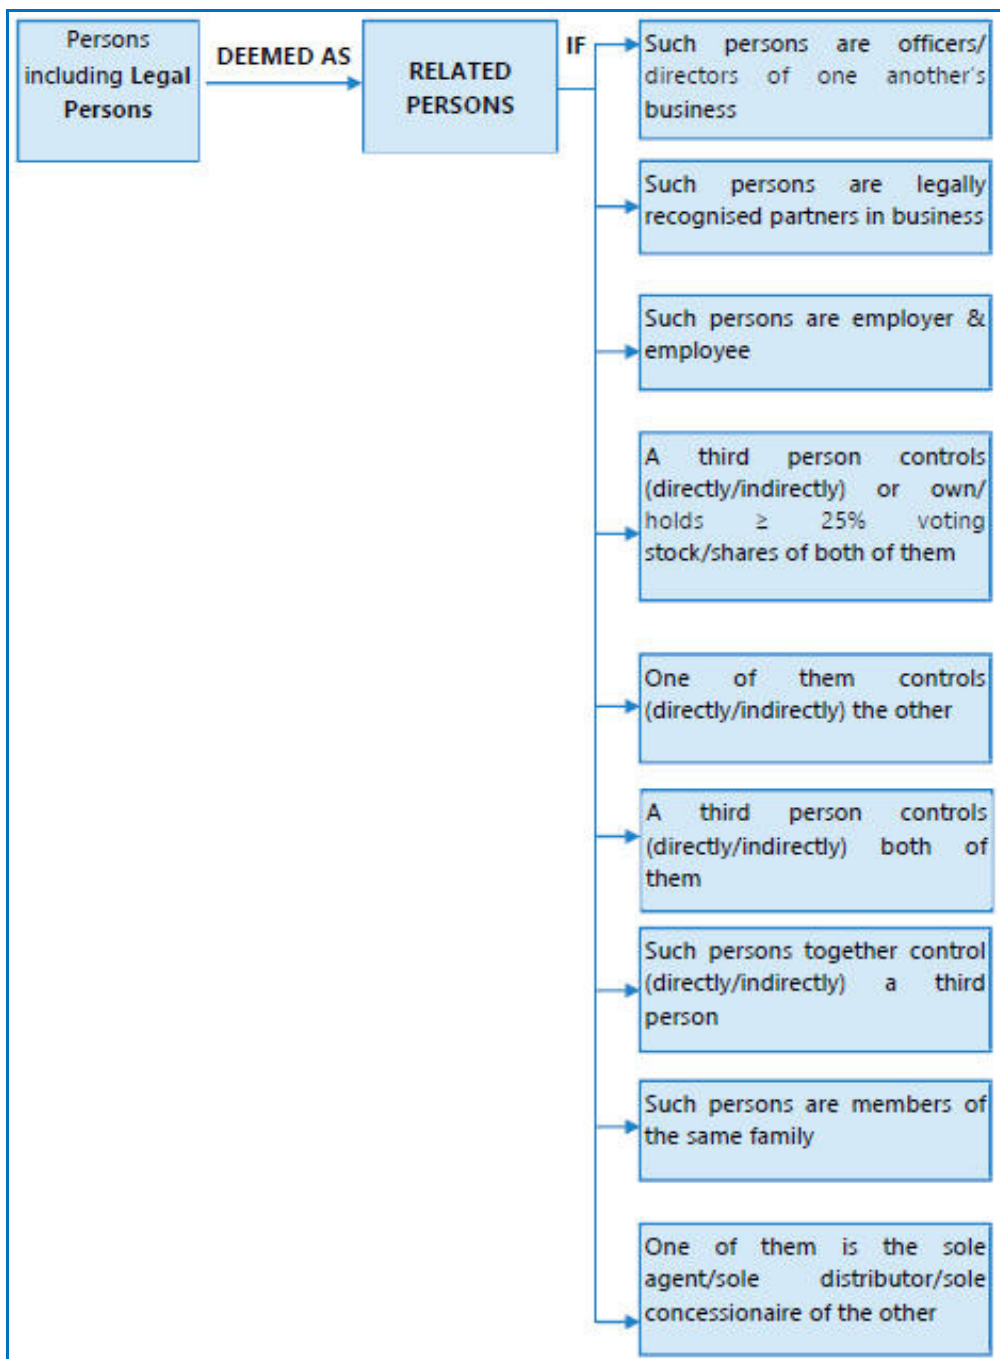 Persons
including Legal
Persons
DEEMED AS
RELATED
PERSONS
IF
Such persons are officers/
directors of one another's
business
Such persons are legally
recognised partners in business
Such persons are employer &
employee
A third person controls
(directly/indirectly) or own/
holds ≥ 25% voting
stock/shares of both of them
One of them controls
(directly/indirectly) the other
A third person controls
(directly/indirectly) both of
them
Such persons together control
(directly/indirectly) a third
person
Such persons are members of
the same family
One of them is the sole
agent/sole distributor/sole
concessionaire of the other